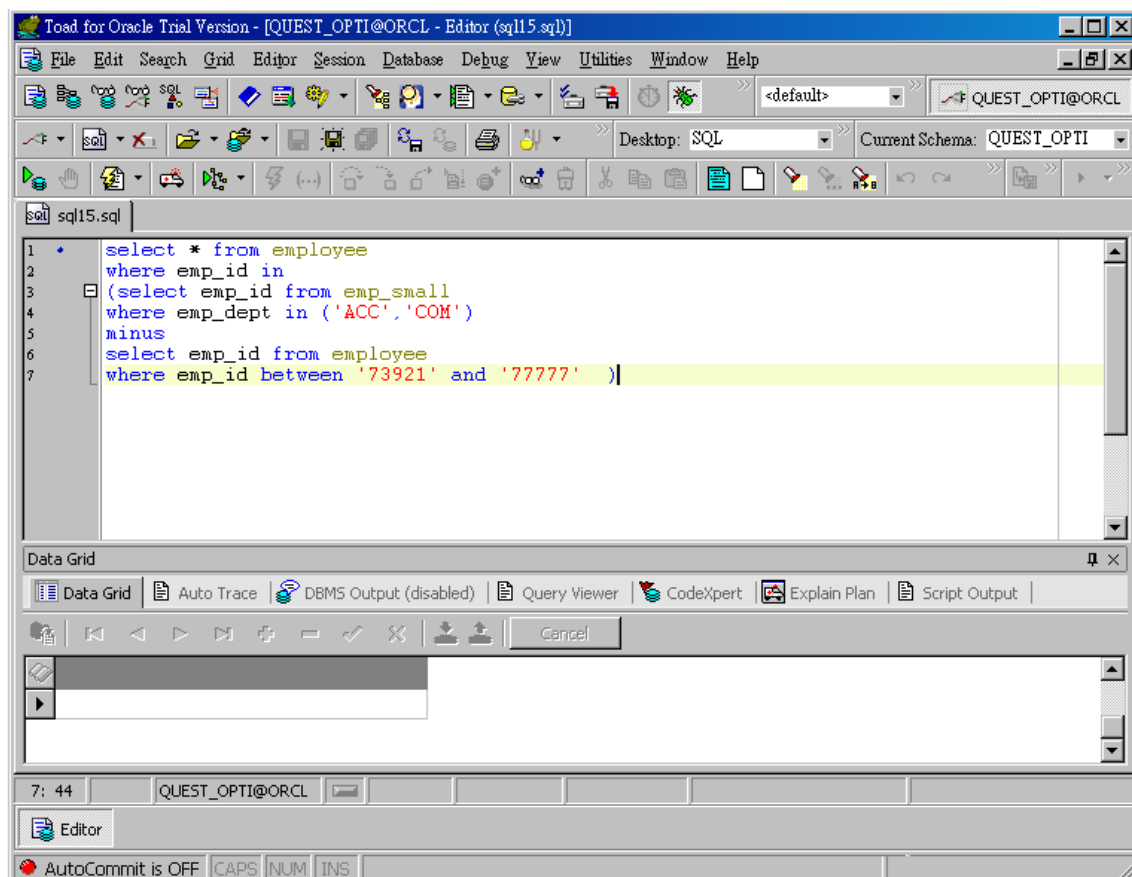 Toad for Oracle Trial Version - [QUEST_OPTI@ORCL - Editor (sql15.sql)]
File Edit Search Grid Editor Session Database Debug View Utilities Window Help
SQL <default> QUEST_OPTI@ORCL
sql Desktop: SQL Current Schema: QUEST_OPTI
sql sql15.sql
1 select * from employee
2 where emp_id in
3 (select emp_id from emp_small
4 where emp_dept in ('ACC','COM')
5 minus
6 select emp_id from employee
7 where emp_id between '73921' and '77777' )
Data Grid
Data Grid Auto Trace DBMS Output (disabled) Query Viewer CodeXpert Explain Plan Script Output
Cancel
7: 44 QUEST_OPTI@ORCL
Editor
AutoCommit is OFF CAPS NUM INS